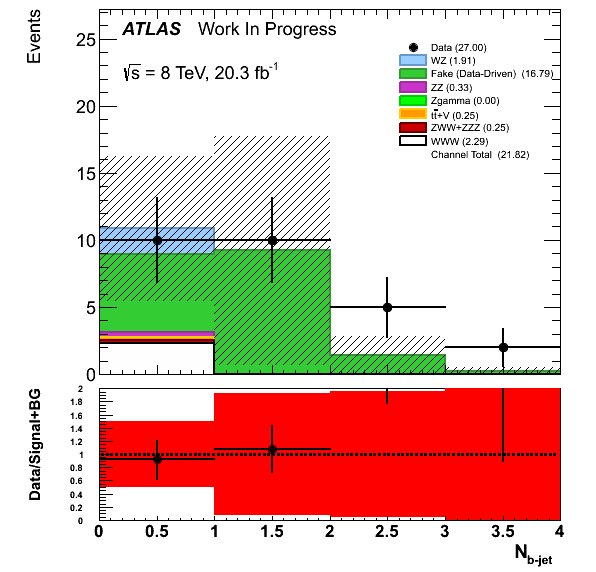 Events
ATLAS Work In Progress
√s = 8 TeV, 20.3 fb-1
Data (27.00)
WZ (1.91)
Fake (Data-Driven) (16.79)
ZZ (0.33)
Zgamma (0.00)
tt̄+V (0.25)
ZWW+ZZZ (0.25)
WWW (2.29)
Channel Total (21.82)
25
20
15
10
5
0
Data/Signal+BG
2
1.8
1.6
1.4
1.2
1
0.8
0.6
0.4
0.2
0
0 0.5 1 1.5 2 2.5 3 3.5 4
Nb-jet